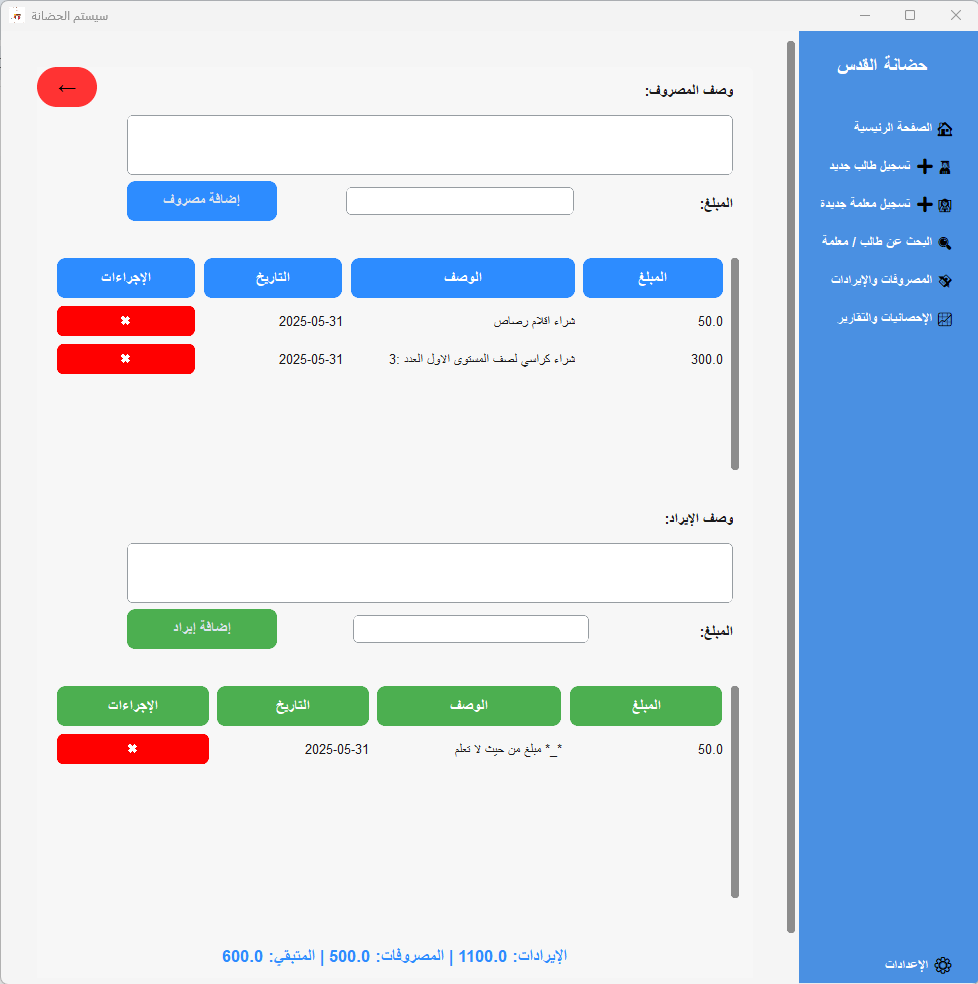 سيستم الحضانة
حضانة القدس
الصفحة الرئيسية
تسجيل طالب جديد
تسجيل معلمة جديدة
البحث عن طالب / معلمة
المصروفات والإيرادات
الإحصائيات والتقارير
الإعدادات
←
وصف المصروف:
المبلغ:
إضافة مصروف
المبلغ الوصف التاريخ الإجراءات
50.0 شراء اقلام رصاص 2025-05-31 ✖
300.0 شراء كراسي لصف المستوى الاول العدد :3 2025-05-31 ✖
وصف الإيراد:
المبلغ:
إضافة إيراد
المبلغ الوصف التاريخ الإجراءات
50.0 *_* مبلغ من حيث لا تعلم 2025-05-31 ✖
الإيرادات: 1100.0 | المصروفات: 500.0 | المتبقي: 600.0